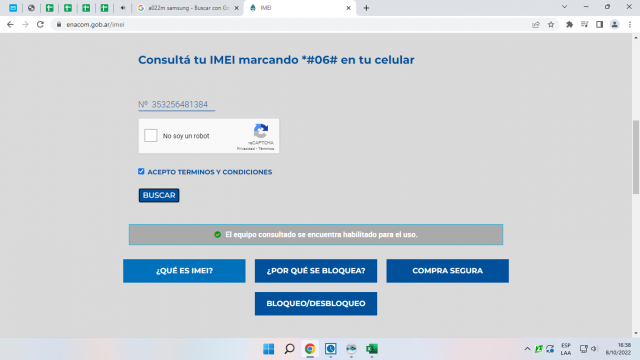 a022m samsung - Buscar con Go
IMEI
enacom.gob.ar/imei
Consultá tu IMEI marcando *#06# en tu celular
Nº 353256481384
No soy un robot
reCAPTCHA
Privacidad - Términos
ACEPTO TERMINOS Y CONDICIONES
BUSCAR
El equipo consultado se encuentra habilitado para el uso.
¿QUÉ ES IMEI?
¿POR QUÉ SE BLOQUEA?
COMPRA SEGURA
BLOQUEO/DESBLOQUEO
ESP
LAA
16:38
8/10/2022